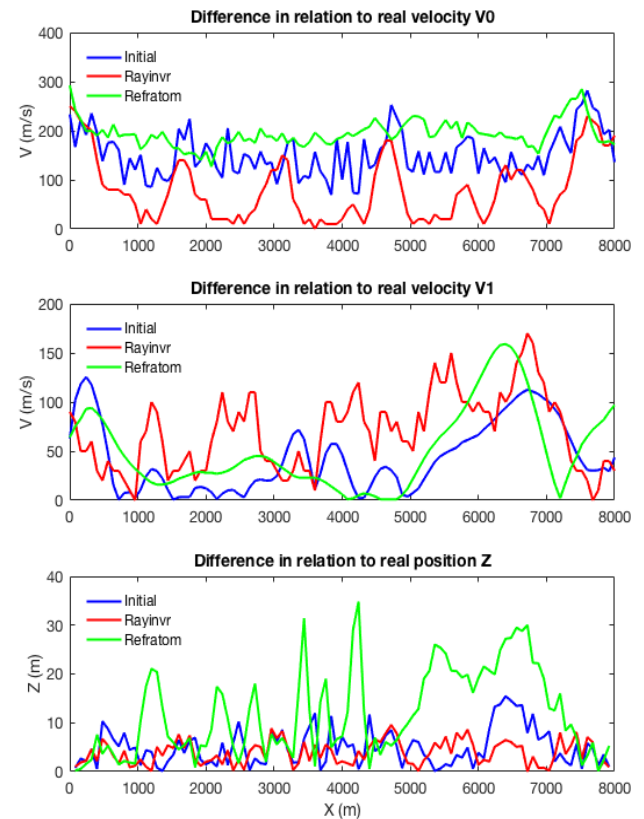 Difference in relation to real velocity V0
400
300
200
100
0
V (m/s)
Initial
Rayinvr
Refratom
0 1000 2000 3000 4000 5000 6000 7000 8000
Difference in relation to real velocity V1
200
150
100
50
0
V (m/s)
Initial
Rayinvr
Refratom
0 1000 2000 3000 4000 5000 6000 7000 8000
Difference in relation to real position Z
40
30
20
10
0
Z (m)
Initial
Rayinvr
Refratom
0 1000 2000 3000 4000 5000 6000 7000 8000
X (m)